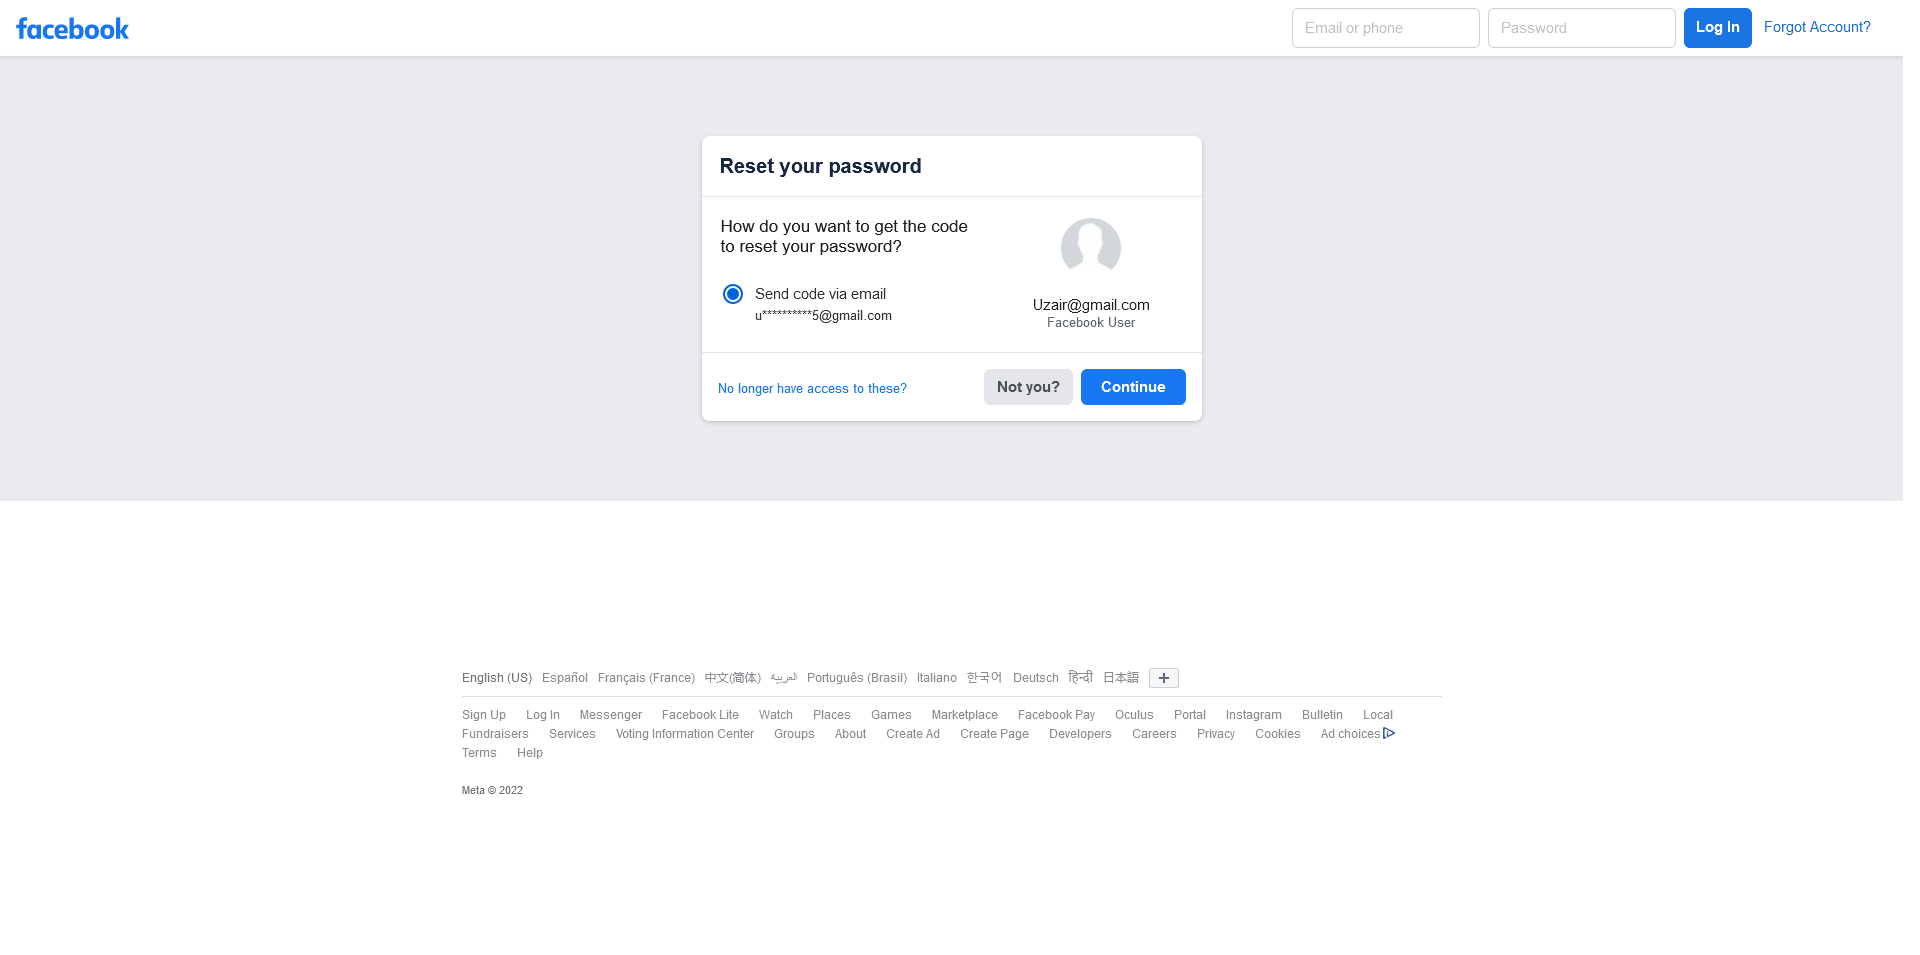 facebook
Email or phone Password Log In Forgot Account?
Reset your password
How do you want to get the code
to reset your password?
Send code via email
u**********5@gmail.com
Uzair@gmail.com
Facebook User
No longer have access to these? Not you? Continue
English (US) Español Français (France) 中文(简体) العربية Português (Brasil) Italiano 한국어 Deutsch हिन्दी 日本語 +
Sign Up Log In Messenger Facebook Lite Watch Places Games Marketplace Facebook Pay Oculus Portal Instagram Bulletin Local
Fundraisers Services Voting Information Center Groups About Create Ad Create Page Developers Careers Privacy Cookies Ad choices
Terms Help
Meta © 2022